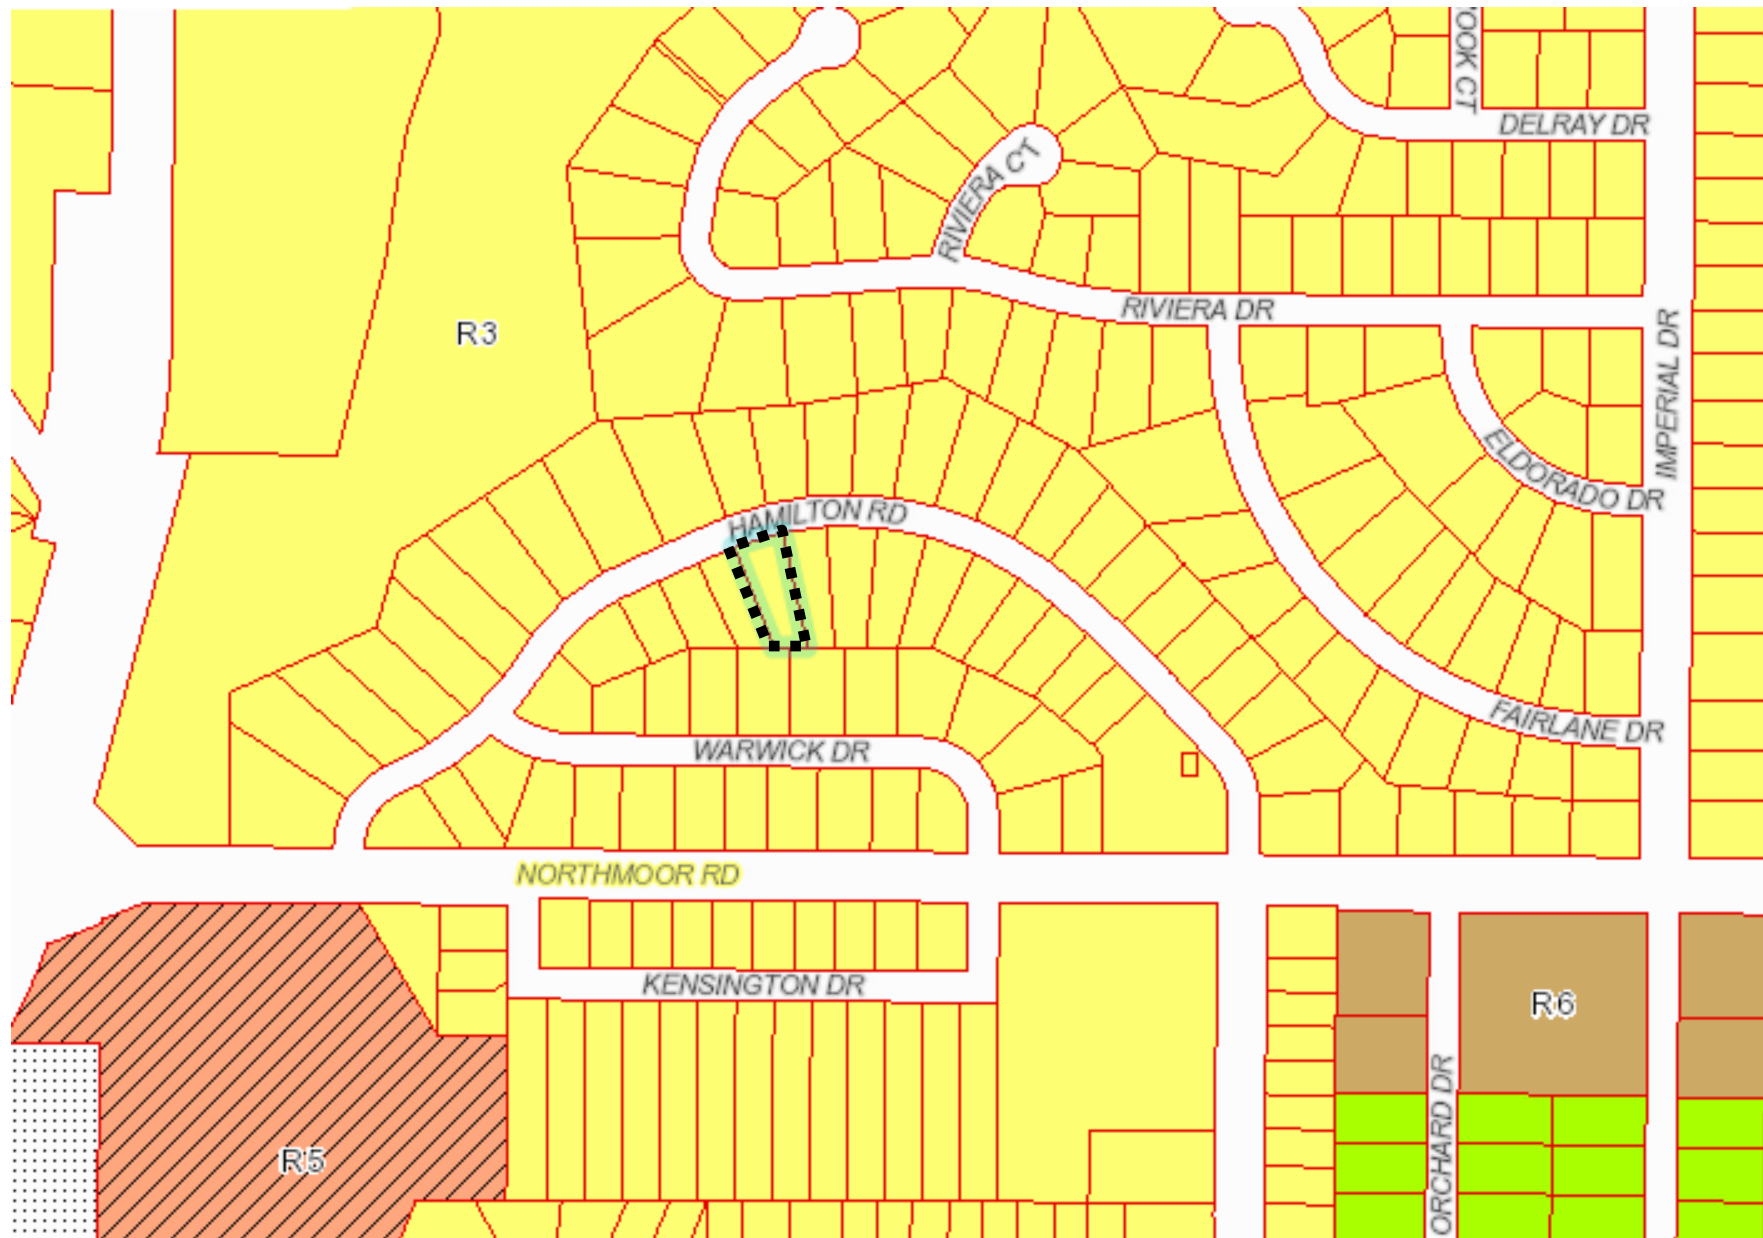 OOK CT
DELRAY DR
RIVIERA CT
RIVIERA DR
R3
IMPERIAL DR
ELDORADO DR
HAMILTON RD
FAIRLANE DR
WARWICK DR
NORTHMOOR RD
KENSINGTON DR
R6
ORCHARD DR
R5